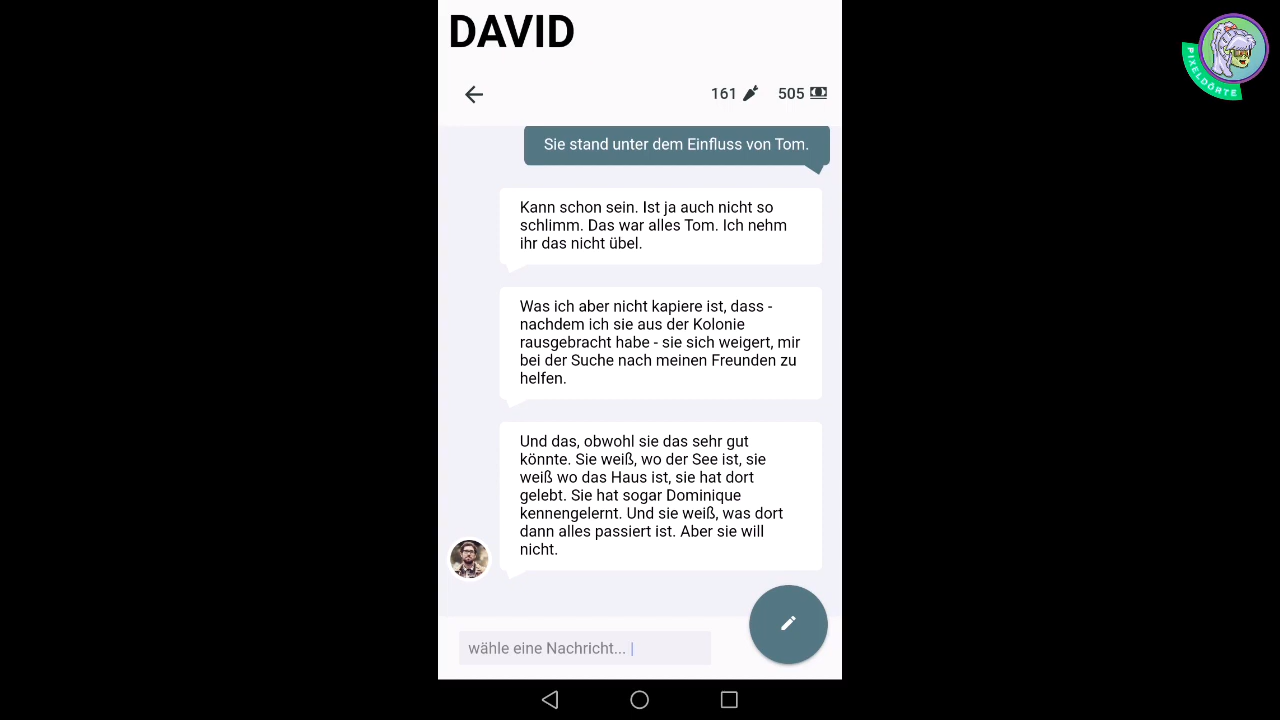 DAVID
161
505
Sie stand unter dem Einfluss von Tom.
Kann schon sein. Ist ja auch nicht so
schlimm. Das war alles Tom. Ich nehm
ihr das nicht übel.
Was ich aber nicht kapiere ist, dass -
nachdem ich sie aus der Kolonie
rausgebracht habe - sie sich weigert, mir
bei der Suche nach meinen Freunden zu
helfen.
Und das, obwohl sie das sehr gut
könnte. Sie weiß, wo der See ist, sie
weiß wo das Haus ist, sie hat dort
gelebt. Sie hat sogar Dominique
kennengelernt. Und sie weiß, was dort
dann alles passiert ist. Aber sie will
nicht.
wähle eine Nachricht...
PIXELDÖRTE